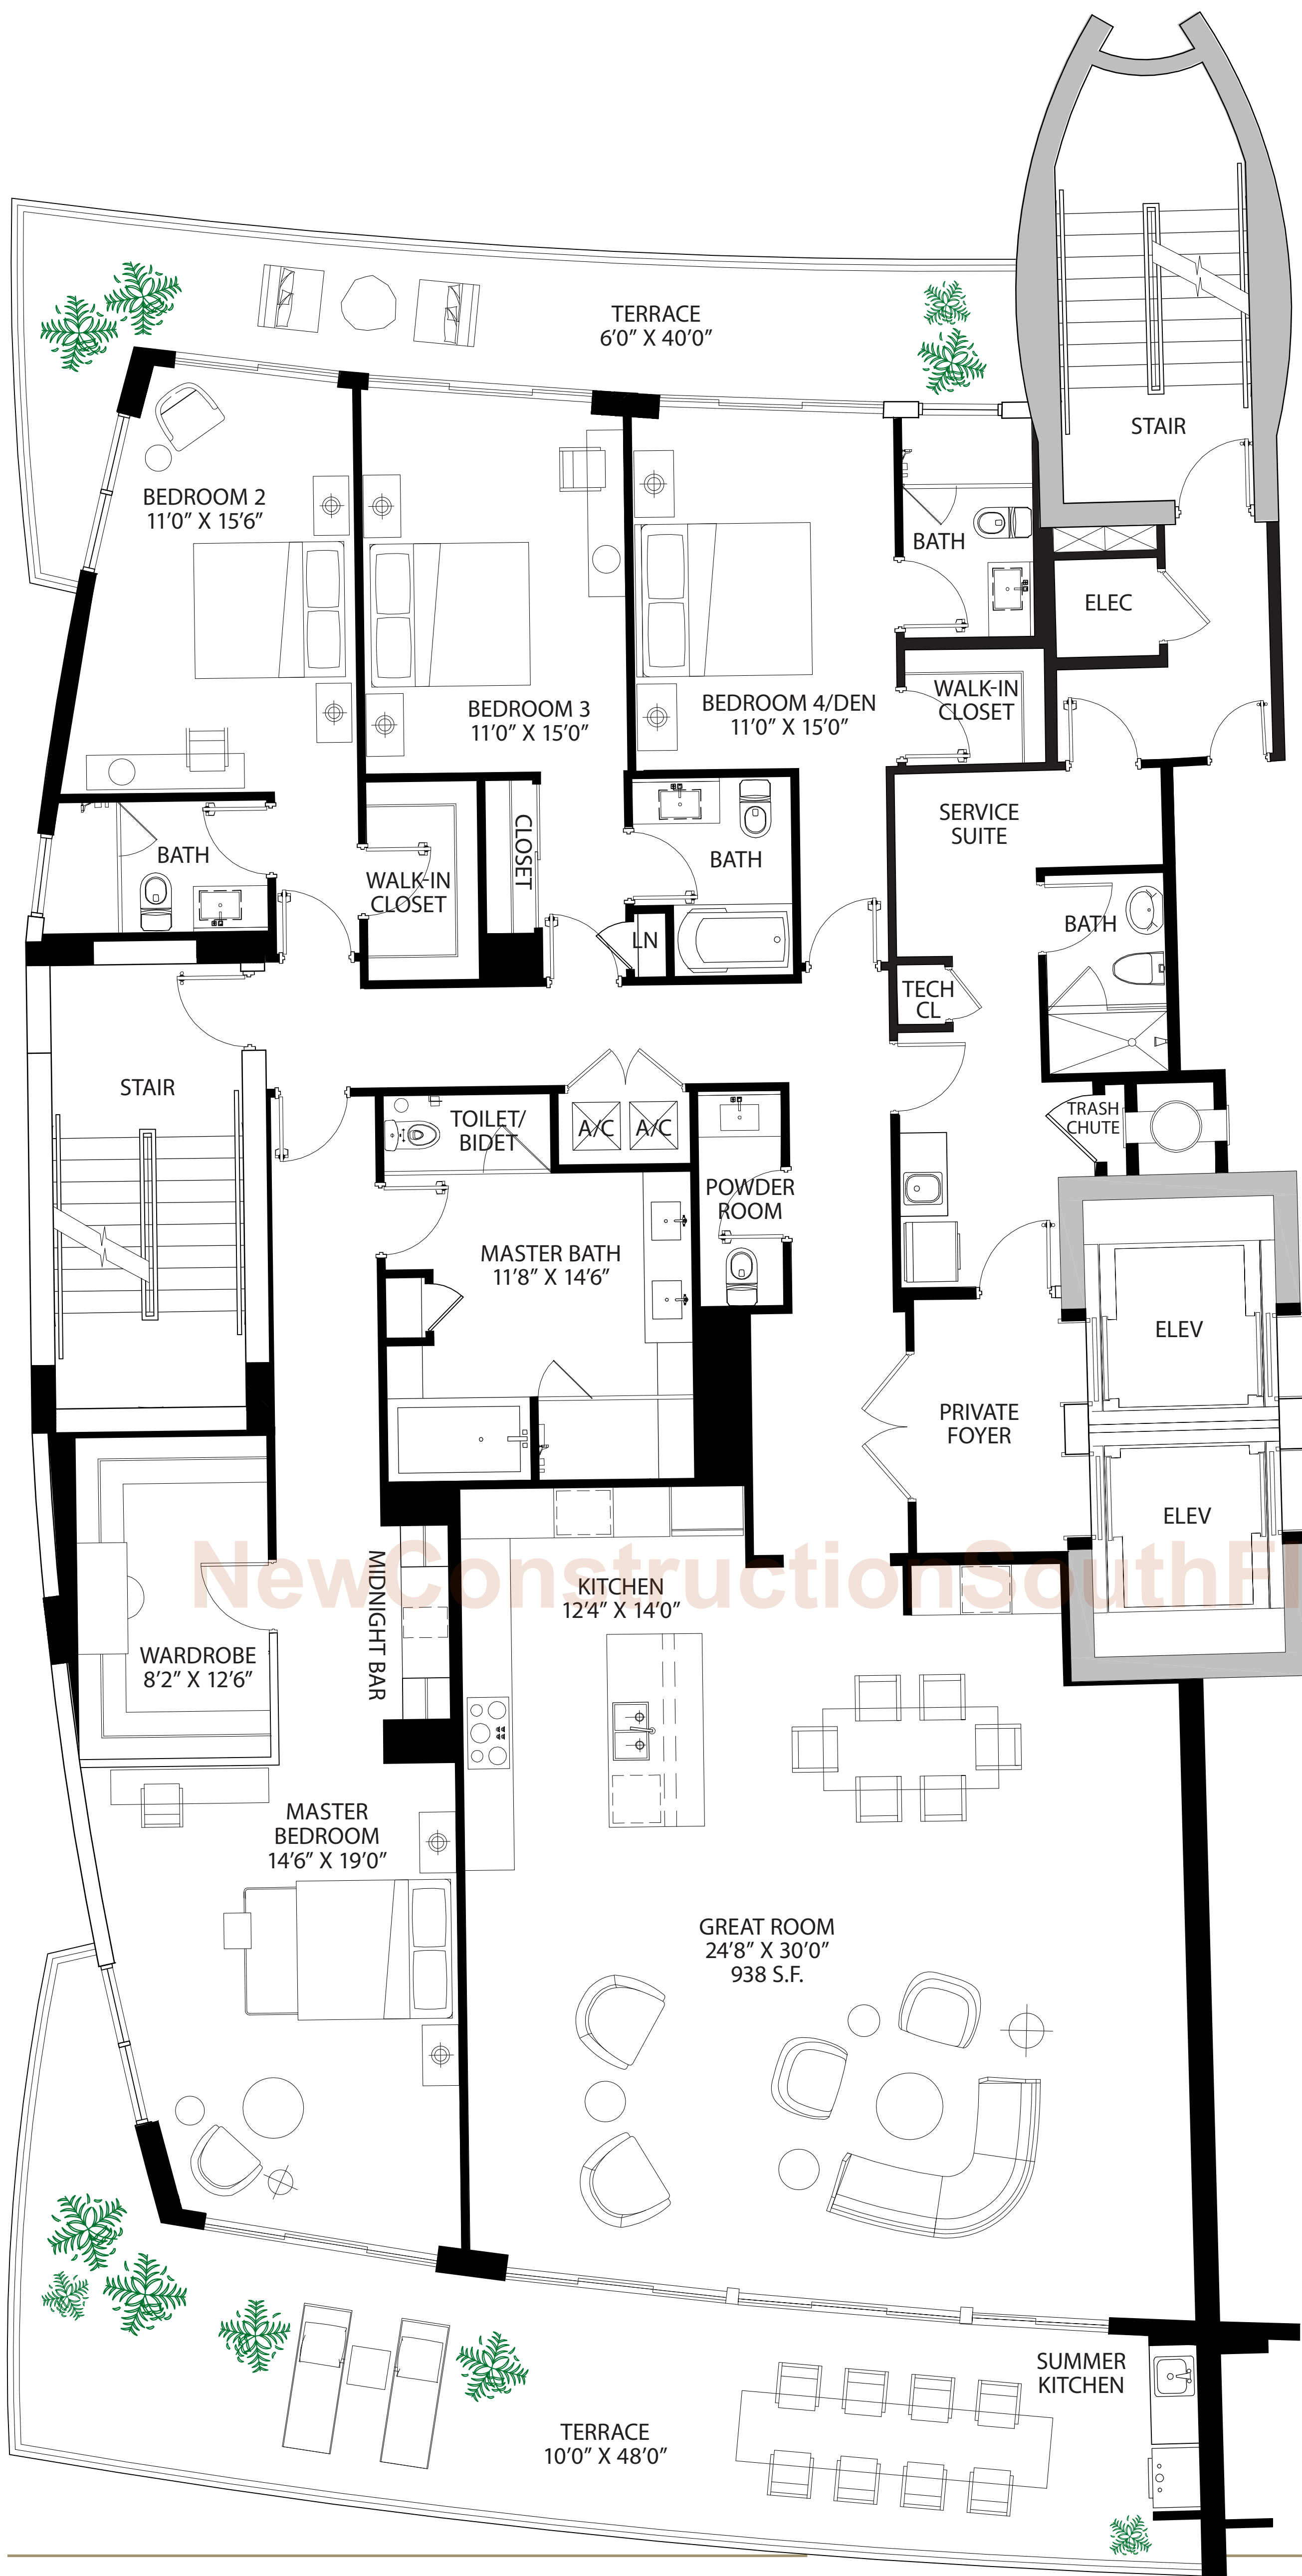 TERRACE
6'0" X 40'0"
STAIR
BEDROOM 2
11'0" X 15'6"
BATH
ELEC
BEDROOM 3
11'0" X 15'0"
BEDROOM 4/DEN
11'0" X 15'0"
WALK-IN
CLOSET
SERVICE
SUITE
BATH
WALK-IN
CLOSET
CLOSET
BATH
LN
BATH
TECH
CL
STAIR
TOILET/
BIDET
A/C
A/C
TRASH
CHUTE
POWDER
ROOM
MASTER BATH
11'8" X 14'6"
ELEV
PRIVATE
FOYER
ELEV
NewConstructionSouthFl
MIDNIGHT BAR
KITCHEN
12'4" X 14'0"
WARDROBE
8'2" X 12'6"
MASTER
BEDROOM
14'6" X 19'0"
GREAT ROOM
24'8" X 30'0"
938 S.F.
SUMMER
KITCHEN
TERRACE
10'0" X 48'0"